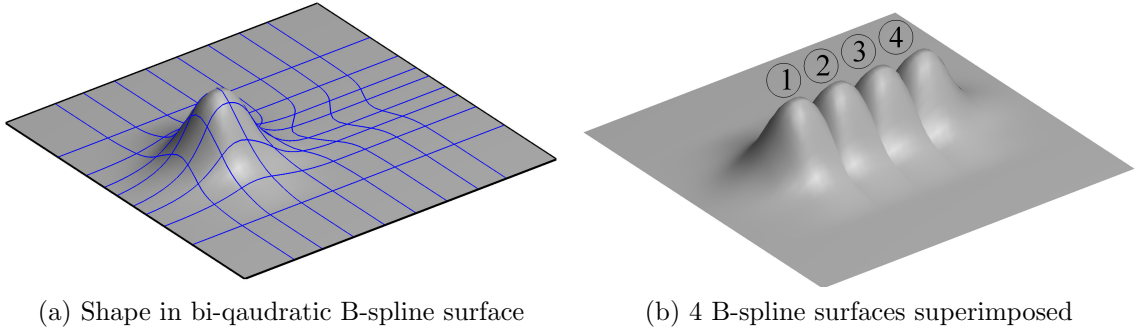 1
2
3
4
(a) Shape in bi-qaudratic B-spline surface
(b) 4 B-spline surfaces superimposed